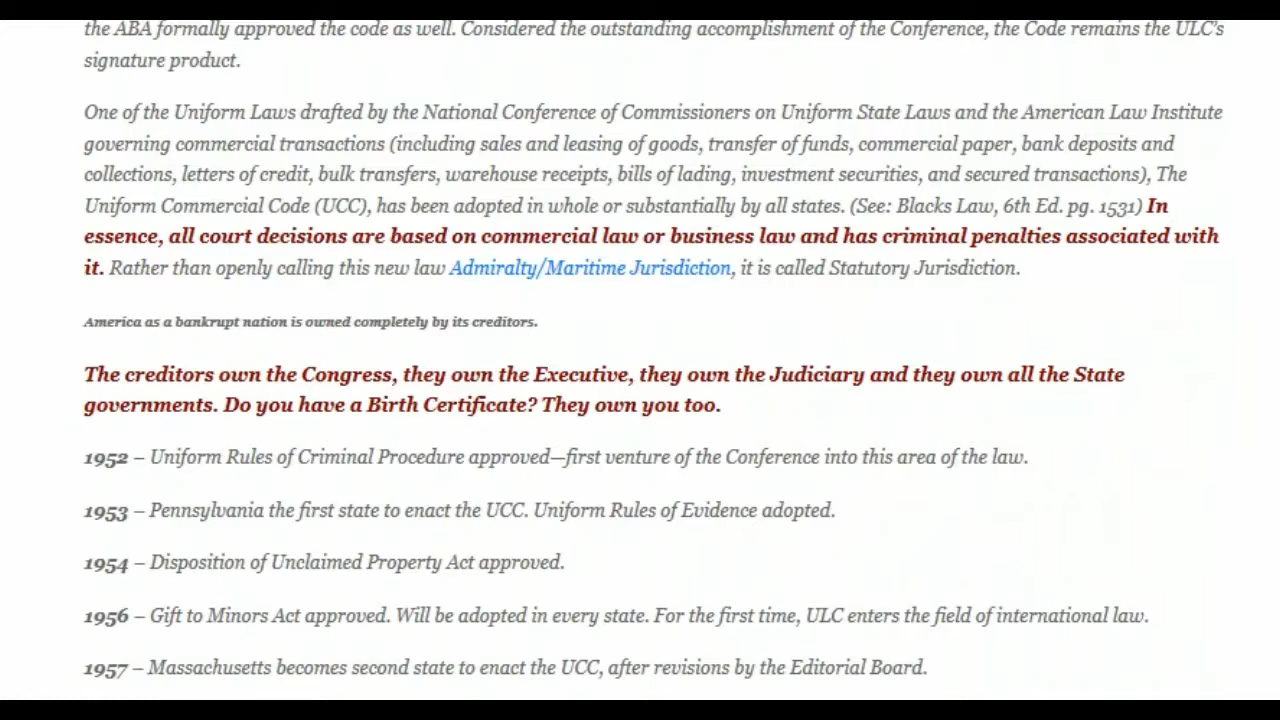 the ABA formally approved the code as well. Considered the outstanding accomplishment of the Conference, the Code remains the ULC's
signature product.
One of the Uniform Laws drafted by the National Conference of Commissioners on Uniform State Laws and the American Law Institute
governing commercial transactions (including sales and leasing of goods, transfer of funds, commercial paper, bank deposits and
collections, letters of credit, bulk transfers, warehouse receipts, bills of lading, investment securities, and secured transactions), The
Uniform Commercial Code (UCC), has been adopted in whole or substantially by all states. (See: Blacks Law, 6th Ed. pg. 1531) In
essence, all court decisions are based on commercial law or business law and has criminal penalties associated with
it. Rather than openly calling this new law Admiralty/Maritime Jurisdiction, it is called Statutory Jurisdiction.
America as a bankrupt nation is owned completely by its creditors.
The creditors own the Congress, they own the Executive, they own the Judiciary and they own all the State
governments. Do you have a Birth Certificate? They own you too.
1952 – Uniform Rules of Criminal Procedure approved—first venture of the Conference into this area of the law.
1953 – Pennsylvania the first state to enact the UCC. Uniform Rules of Evidence adopted.
1954 – Disposition of Unclaimed Property Act approved.
1956 – Gift to Minors Act approved. Will be adopted in every state. For the first time, ULC enters the field of international law.
1957 – Massachusetts becomes second state to enact the UCC, after revisions by the Editorial Board.